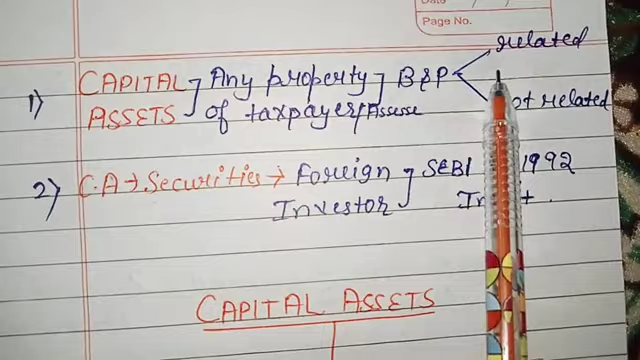 Date / /
Page No.
related
1) CAPITAL Any property B&P
ASSETS of taxpayer/Assesse ot related
2) C.A → Securities → Foreign SEBI 1992
Investor
CAPITAL ASSETS